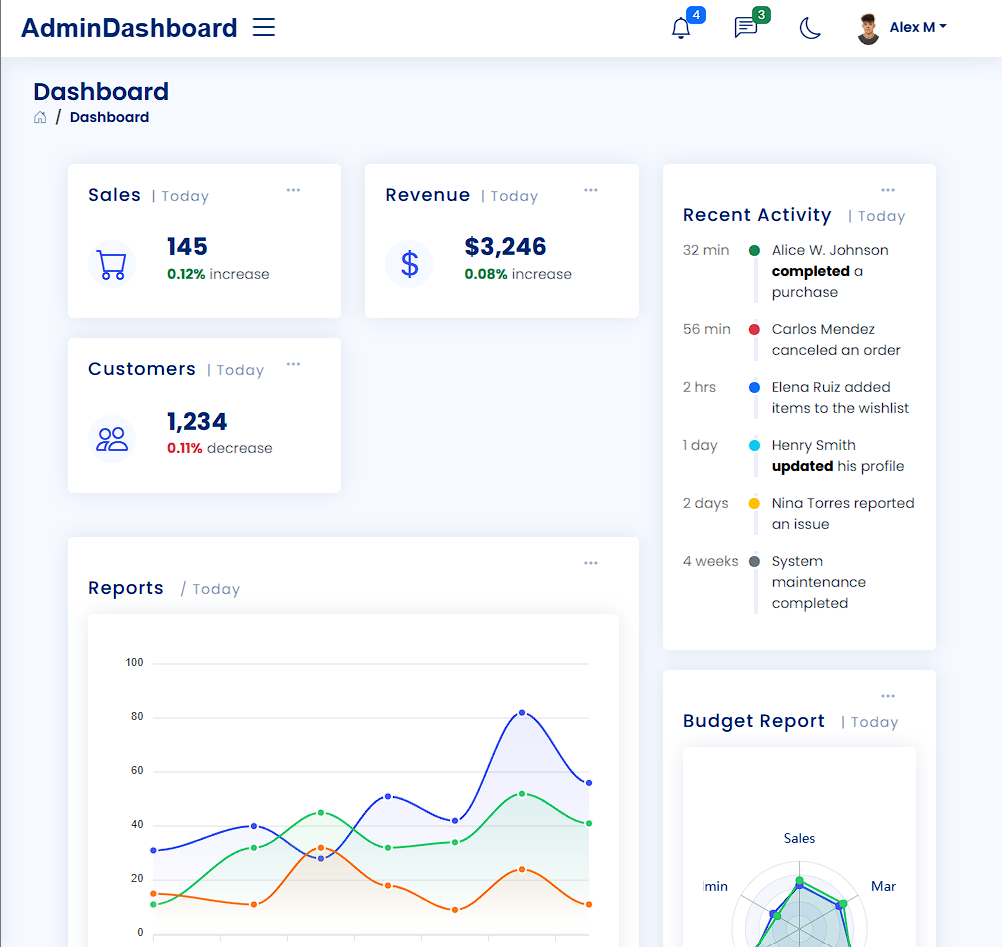 AdminDashboard
4
3
Alex M
Dashboard
/ Dashboard
Sales | Today
145
0.12% increase
Revenue | Today
$
$3,246
0.08% increase
Customers | Today
1,234
0.11% decrease
Recent Activity | Today
32 min
Alice W. Johnson
completed a
purchase
56 min
Carlos Mendez
canceled an order
2 hrs
Elena Ruiz added
items to the wishlist
1 day
Henry Smith
updated his profile
2 days
Nina Torres reported
an issue
4 weeks
System
maintenance
completed
Reports / Today
100
80
60
40
20
0
Budget Report | Today
Sales
min
Mar